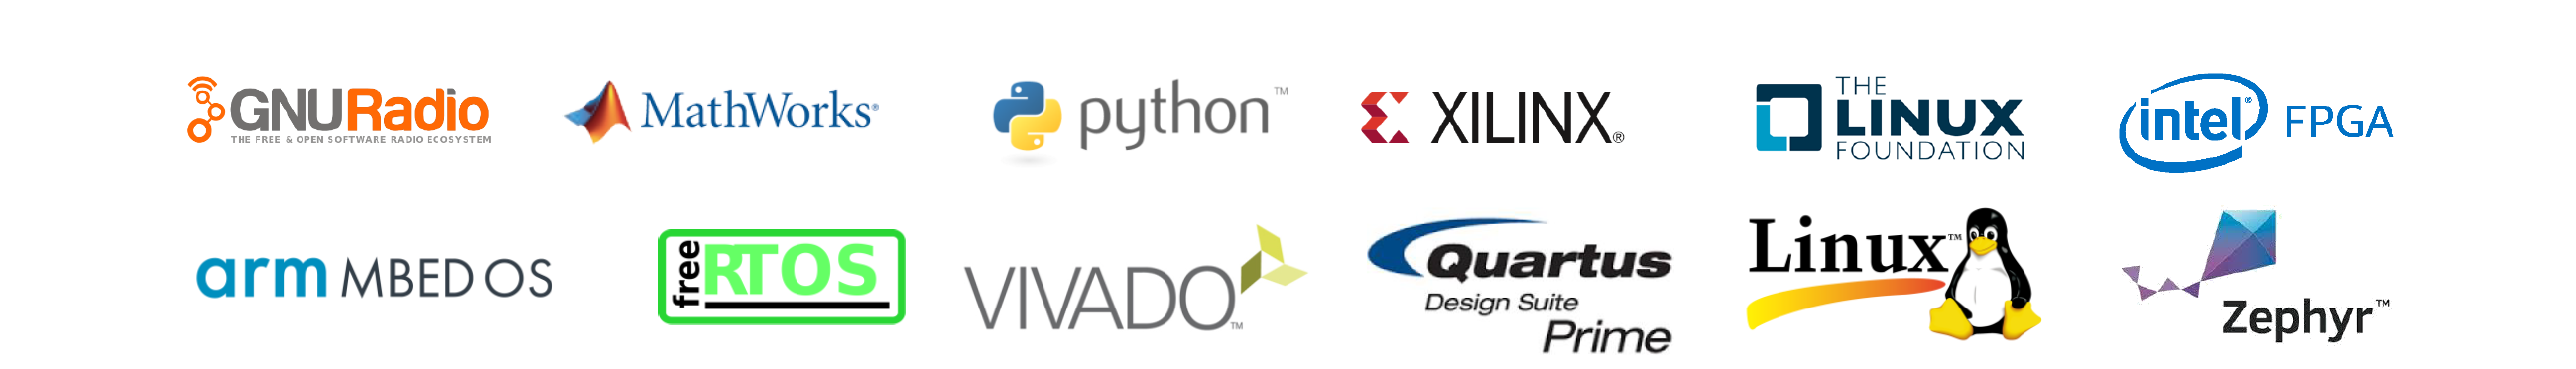 GNURadio
THE FREE & OPEN SOFTWARE RADIO ECOSYSTEM
MathWorks®
python™
XILINX®
THE
LINUX
FOUNDATION
intel® FPGA
arm MBED OS
free RTOS
VIVADO™
Quartus
Design Suite
Prime
Linux™
Zephyr™